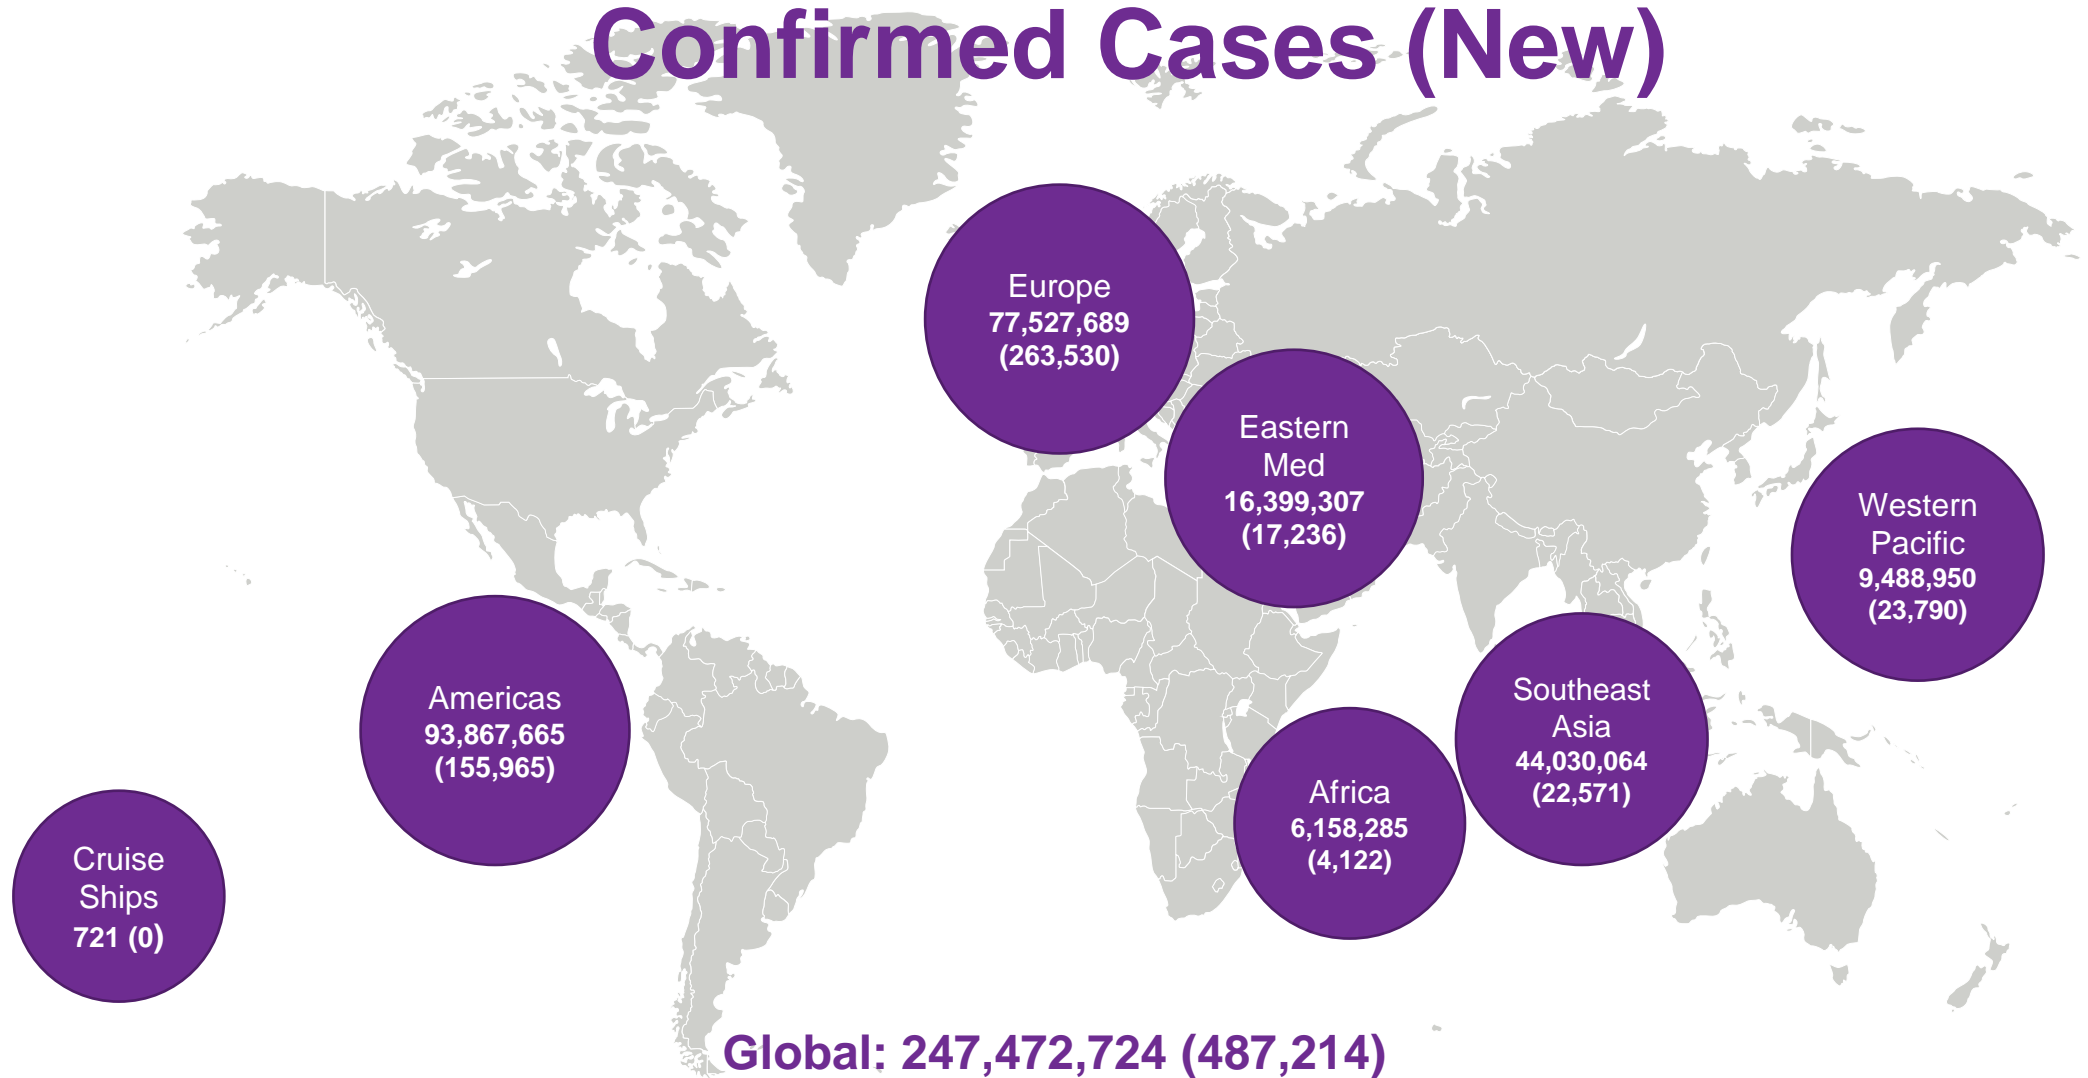 Confirmed Cases (New)
Europe
77,527,689
(263,530)
Eastern
Med
16,399,307
(17,236)
Western
Pacific
9,488,950
(23,790)
Americas
93,867,665
(155,965)
Southeast
Asia
44,030,064
(22,571)
Africa
6,158,285
(4,122)
Cruise
Ships
721 (0)
Global: 247,472,724 (487,214)